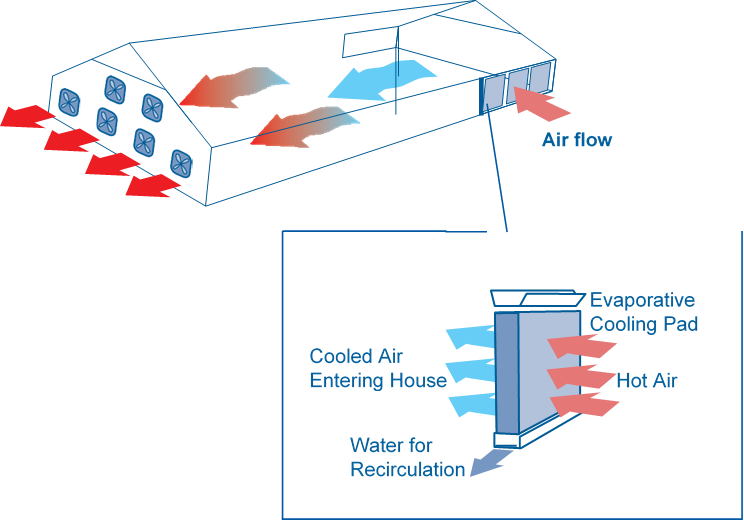 Air flow
Evaporative
Cooling Pad
Cooled Air
Entering House
Hot Air
Water for
Recirculation